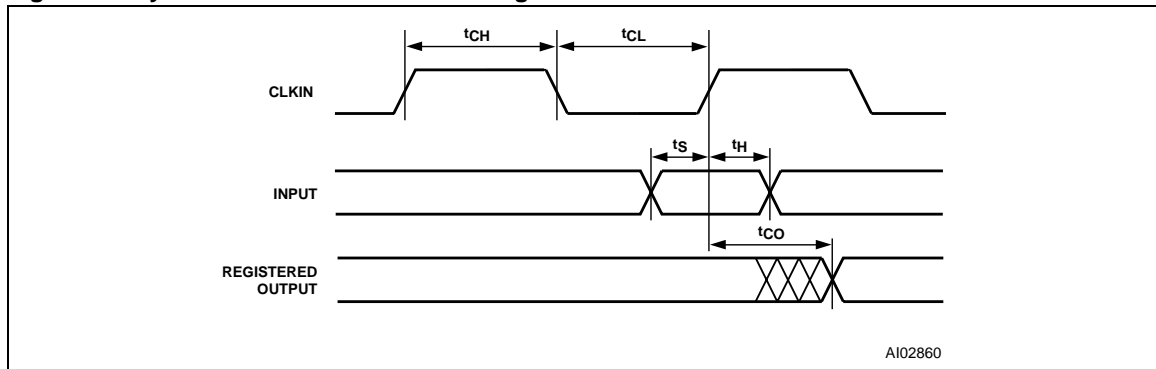 tCH
tCL
CLKIN
tS
tH
INPUT
tCO
REGISTERED
OUTPUT
AI02860